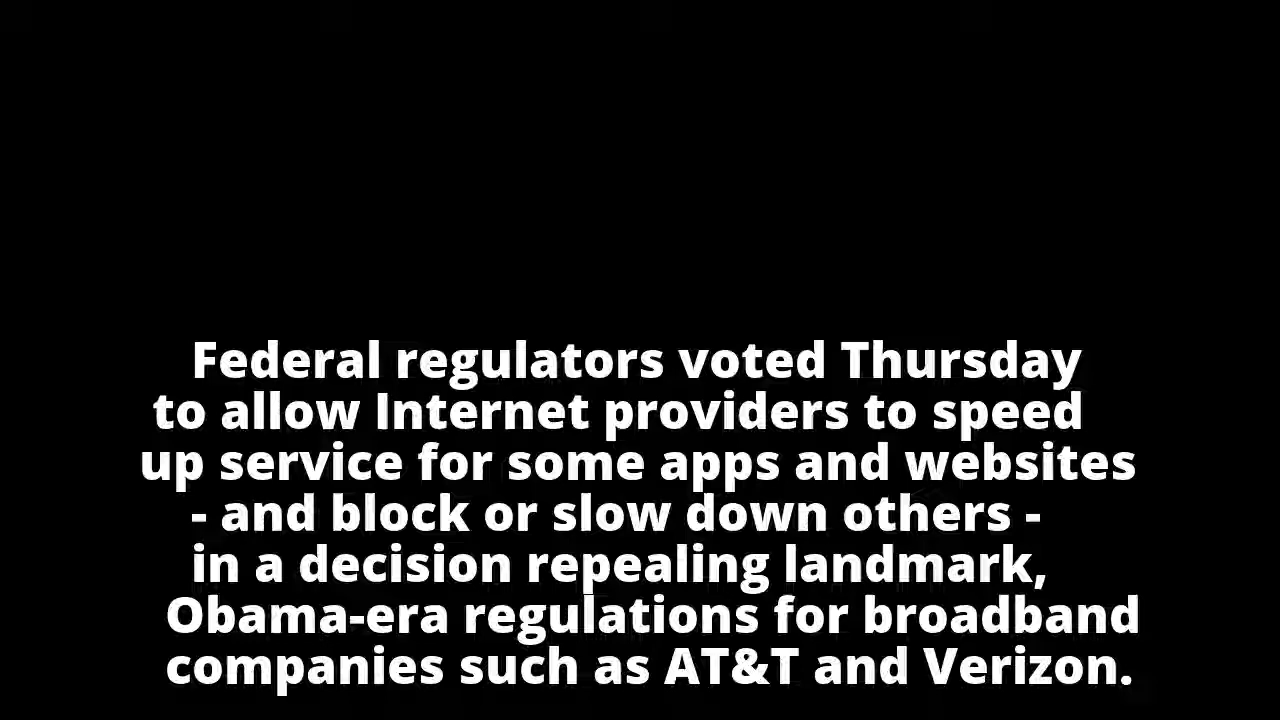 Federal regulators voted Thursday
to allow Internet providers to speed
up service for some apps and websites
- and block or slow down others -
in a decision repealing landmark,
Obama-era regulations for broadband
companies such as AT&T and Verizon.